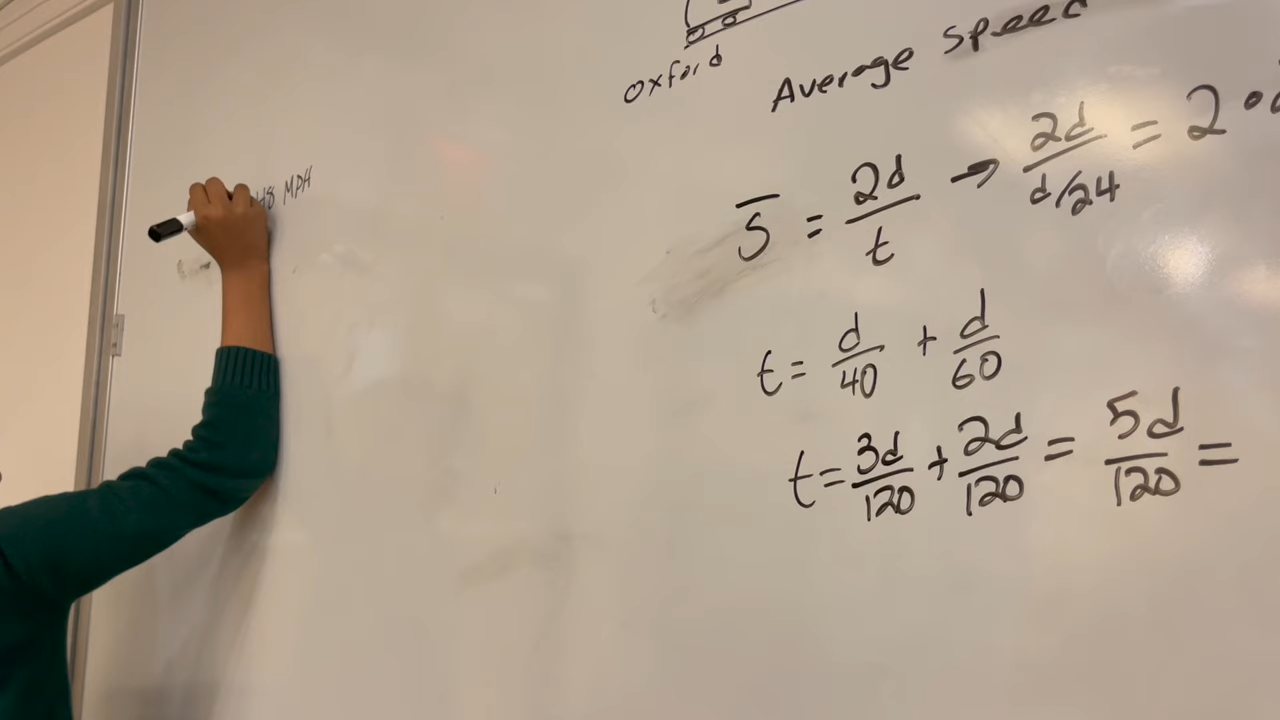 Oxford
Average Speed
48 MPH
S̅ = 2d/t → 2d/d/24 = 2
t = d/40 + d/60
t = 3d/120 + 2d/120 = 5d/120 =